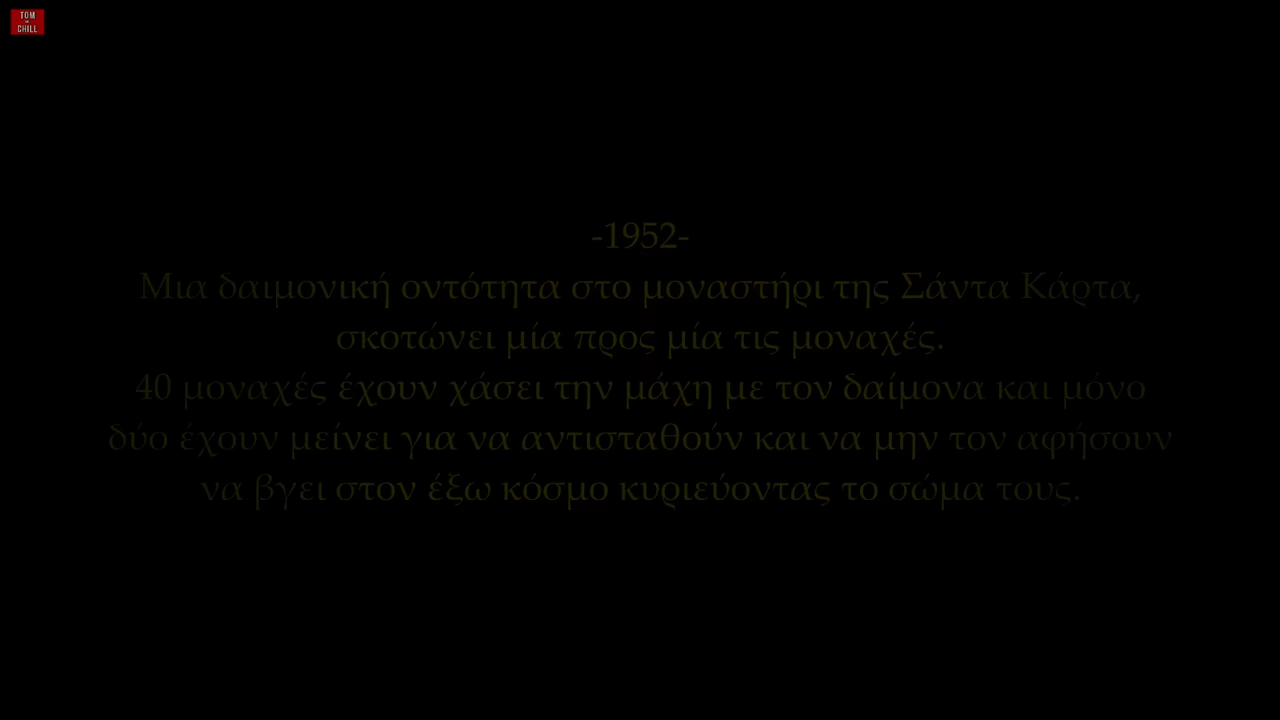 TOM
CHILL
-1952-
Μια δαιμονική οντότητα στο μοναστήρι της Σάντα Κάρτα,
σκοτώνει μία προς μία τις μοναχές.
40 μοναχές έχουν χάσει την μάχη με τον δαίμονα και μόνο
δύο έχουν μείνει για να αντισταθούν και να μην τον αφήσουν
να βγει στον έξω κόσμο κυριεύοντας το σώμα τους.